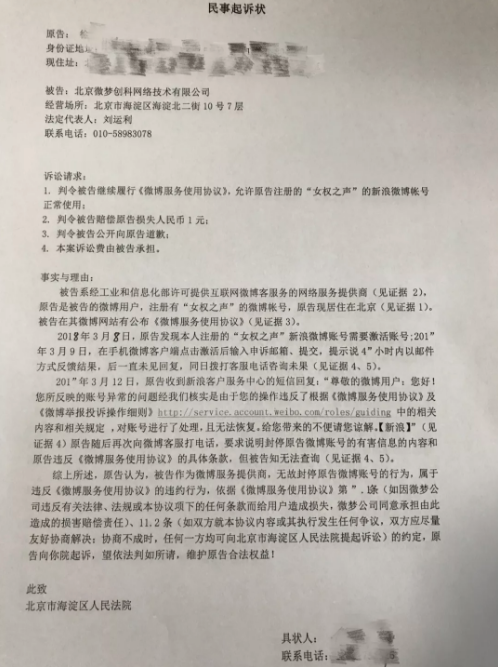 民事起诉状
原告：
身份证地
现住址：
被告：北京微梦创科网络技术有限公司
经营场所：北京市海淀区海淀北二街 10 号 7 层
法定代表人：刘运利
联系电话：010-58983078
诉讼请求：
1. 判令被告继续履行《微博服务使用协议》，允许原告注册的“女权之声”的新浪微博帐号
正常使用；
2. 判令被告赔偿原告损失人民币 1 元；
3. 判令被告公开向原告道歉；
4. 本案诉讼费由被告承担。
事实与理由：
被告系经工业和信息化部许可提供互联网微博客服务的网络服务提供商（见证据 2）。
原告是被告的微博用户，注册有“女权之声”的微博帐号，原告现居住在北京（见证据 1）。
被告在其微博网站有公布《微博服务使用协议》（见证据 3）。
2018 年 3 月 8 日，原告发现本人注册的“女权之声”新浪微博账号需要激活账号；201”
年 3 月 9 日，在手机微博客户端点击激活后输入申诉邮箱、提交，提示说 4”小时内以邮件
方式反馈结果，后一直未见回复，同日拨打客服电话咨询未果（见证据 4、5）。
201”年 3 月 12 日，原告收到新浪客户服务中心的短信回复：“尊敬的微博用户：您好！
您所反映的账号异常的问题经我们核实是由于您的操作违反了根据《微博服务使用协议》及
《微博举报投诉操作细则》http://service.account.weibo.com/roles/guiding 中的相关
内容和相关规定，对账号进行了处理，且无法恢复。给您带来的不便请您谅解。【新浪】”（见
证据 4）原告随后再次向微博客服打电话，要求说明封停原告微博账号的有害信息的内容和
原告违反《微博服务使用协议》的具体条款，但被告知无法查询（见证据 4、5）。
综上所述，原告认为，被告作为微博服务提供商，无故封停原告微博账号的行为，属于
违反《微博服务使用协议》的违约行为，依据《微博服务使用协议》第 ”.1条（如因微梦公
司违反有关法律、法规或本协议项下的任何条款而给用户造成损失，微梦公司同意承担由此
造成的损害赔偿责任）、11.2 条（如双方就本协议内容或其执行发生任何争议，双方应尽量
友好协商解决；协商不成时，任何一方均可向北京市海淀区人民法院提起诉讼）的约定，原
告向你院起诉，望依法判如所请，维护原告合法权益！
此致
北京市海淀区人民法院
具状人：
联系电话：